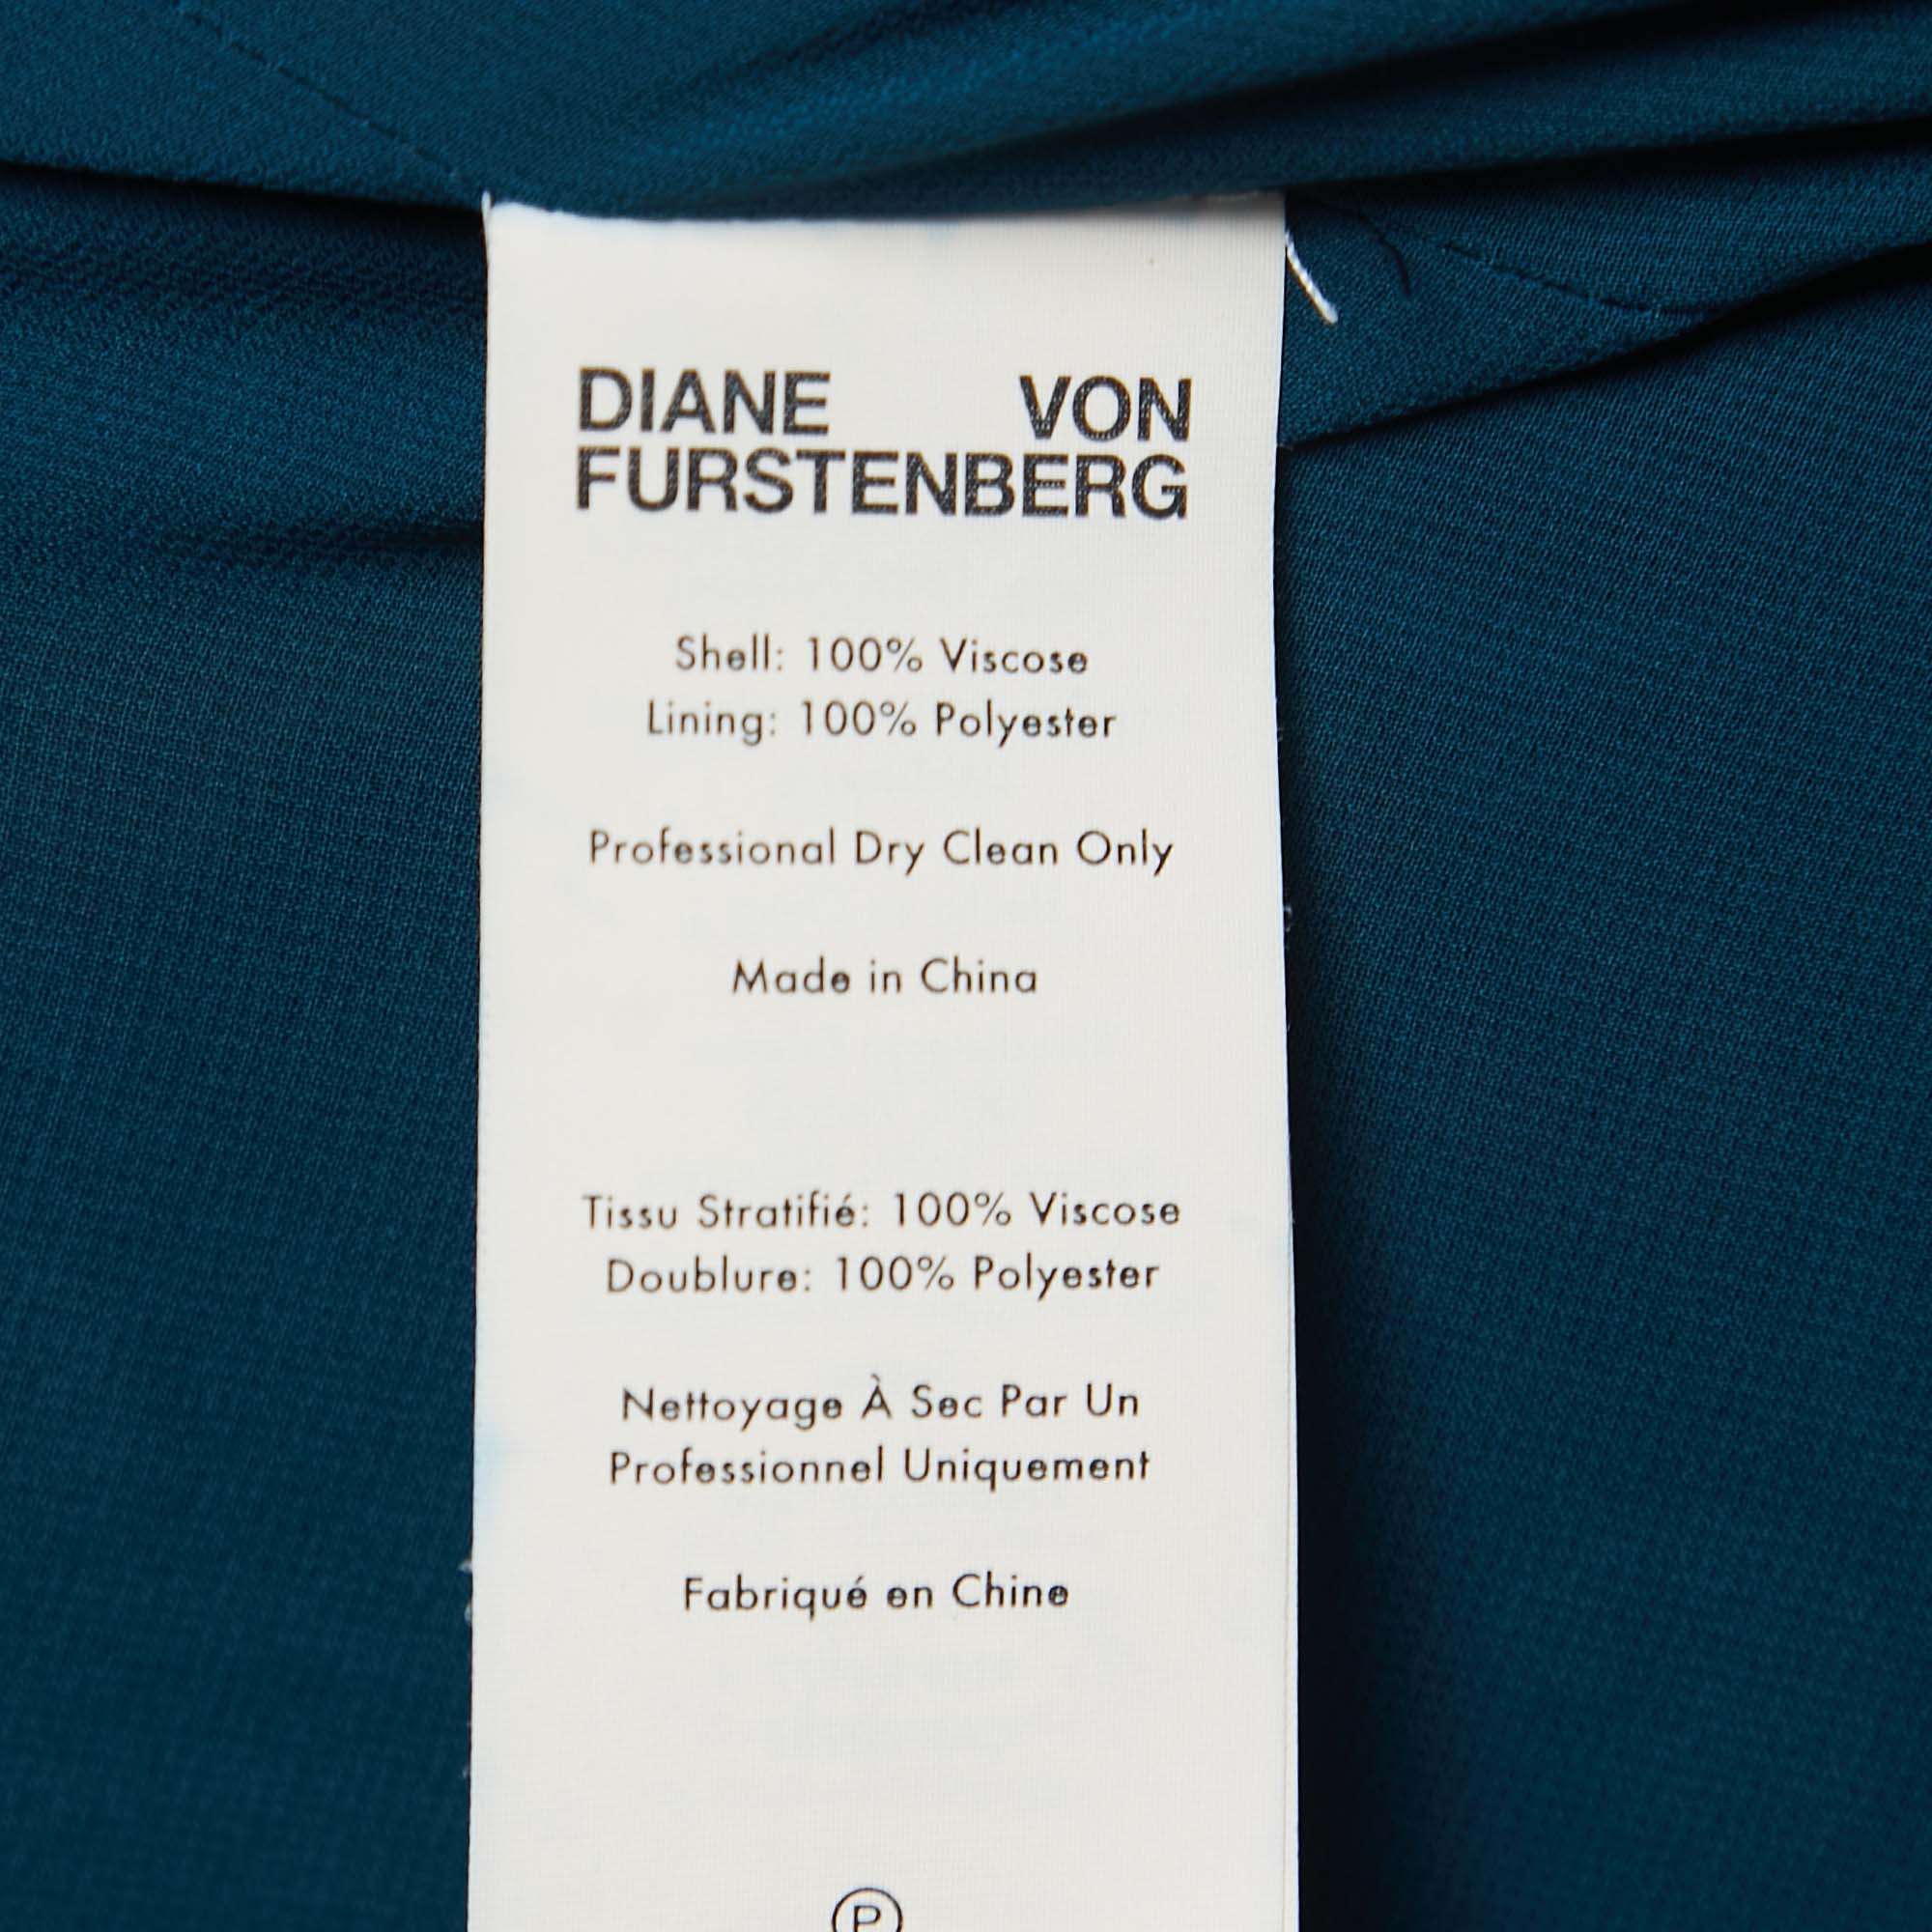 DIANE VON
FURSTENBERG
Shell: 100% Viscose
Lining: 100% Polyester
Professional Dry Clean Only
Made in China
Tissu Stratifié: 100% Viscose
Doublure: 100% Polyester
Nettoyage À Sec Par Un
Professionnel Uniquement
Fabriqué en Chine
P